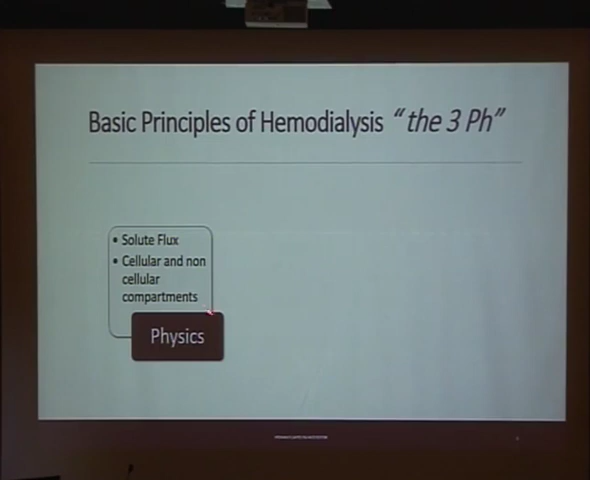 Basic Principles of Hemodialysis “the 3 Ph”
• Solute Flux
• Cellular and non
cellular
compartments
Physics